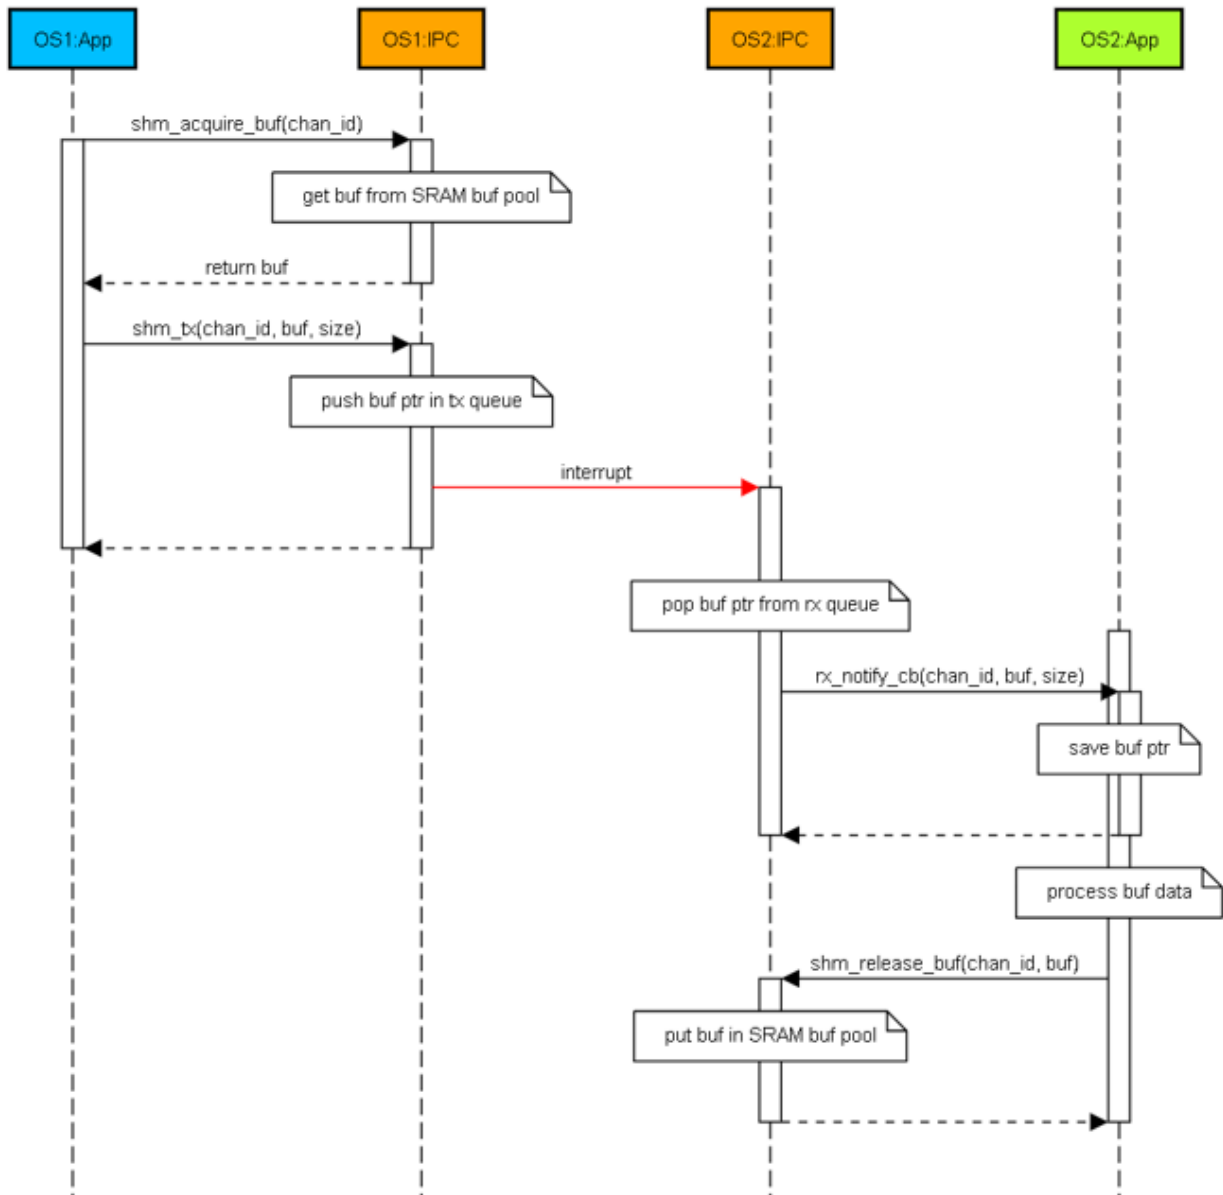 OS1:App
OS1:IPC
OS2:IPC
OS2:App
shm_acquire_buf(chan_id)
get buf from SRAM buf pool
return buf
shm_tx(chan_id, buf, size)
push buf ptr in tx queue
interrupt
pop buf ptr from rx queue
rx_notify_cb(chan_id, buf, size)
save buf ptr
process buf data
shm_release_buf(chan_id, buf)
put buf in SRAM buf pool